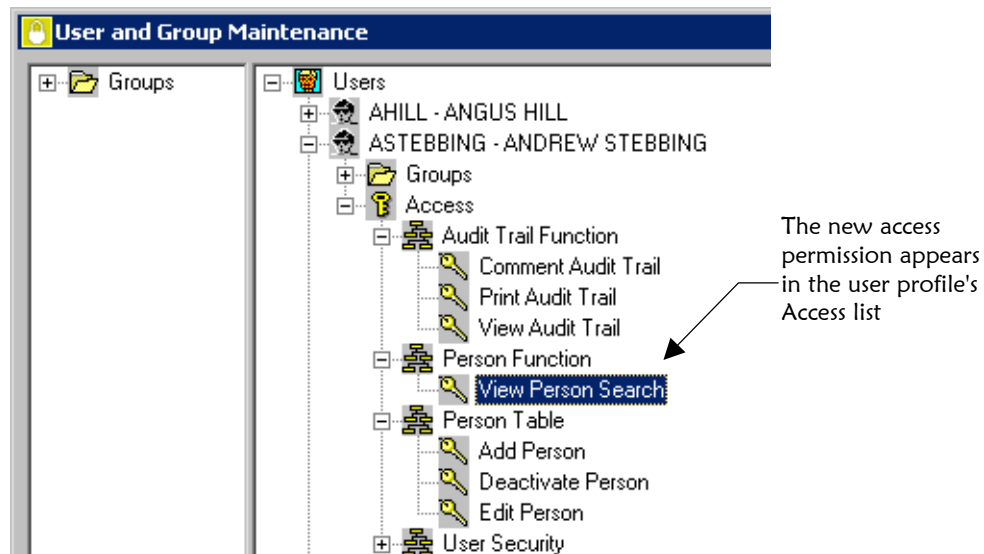 User and Group Maintenance
Groups
Users
AHILL - ANGUS HILL
ASTEBBING - ANDREW STEBBING
Groups
Access
Audit Trail Function
Comment Audit Trail
Print Audit Trail
View Audit Trail
Person Function
View Person Search
Person Table
Add Person
Deactivate Person
Edit Person
User Security
The new access
permission appears
in the user profile's
Access list